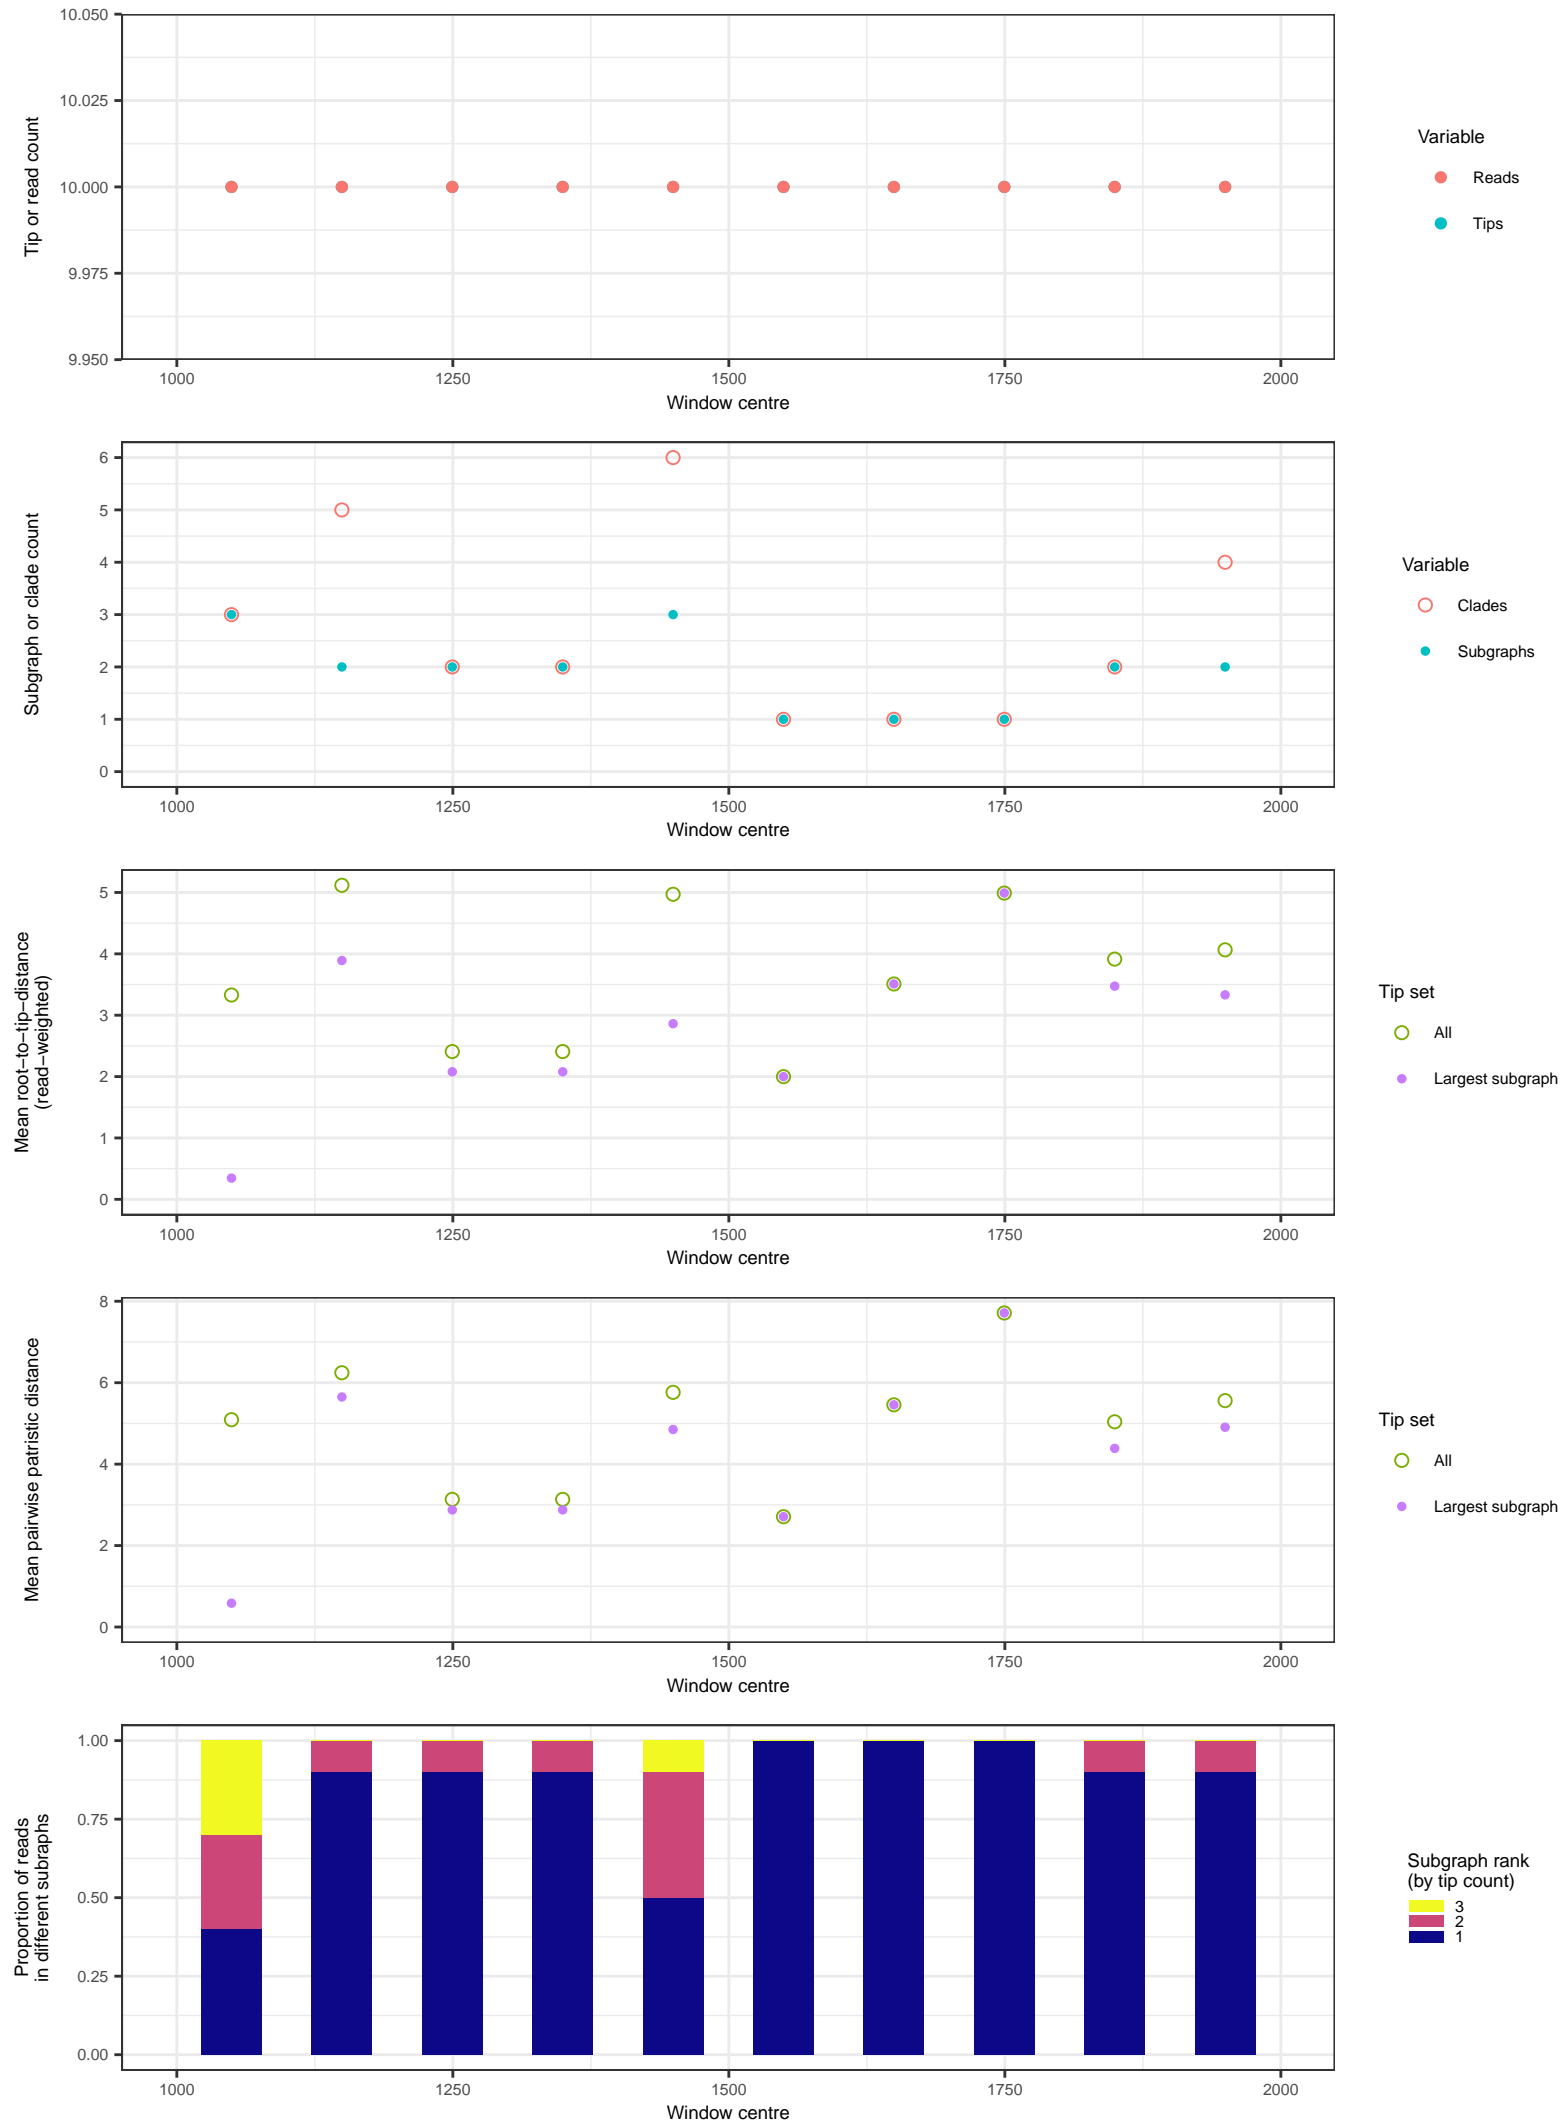 10.050
10.025
10.000
9.975
9.950
Tip or read count
1000 1250 1500 1750 2000
Window centre
Variable
Reads
Tips
6
5
4
3
2
1
0
Subgraph or clade count
1000 1250 1500 1750 2000
Window centre
Variable
Clades
Subgraphs
5
4
3
2
1
0
Mean root−to−tip−distance
(read−weighted)
1000 1250 1500 1750 2000
Window centre
Tip set
All
Largest subgraph
8
6
4
2
0
Mean pairwise patristic distance
1000 1250 1500 1750 2000
Window centre
Tip set
All
Largest subgraph
1.00
0.75
0.50
0.25
0.00
Proportion of reads
in different subraphs
1000 1250 1500 1750 2000
Window centre
Subgraph rank
(by tip count)
3
2
1